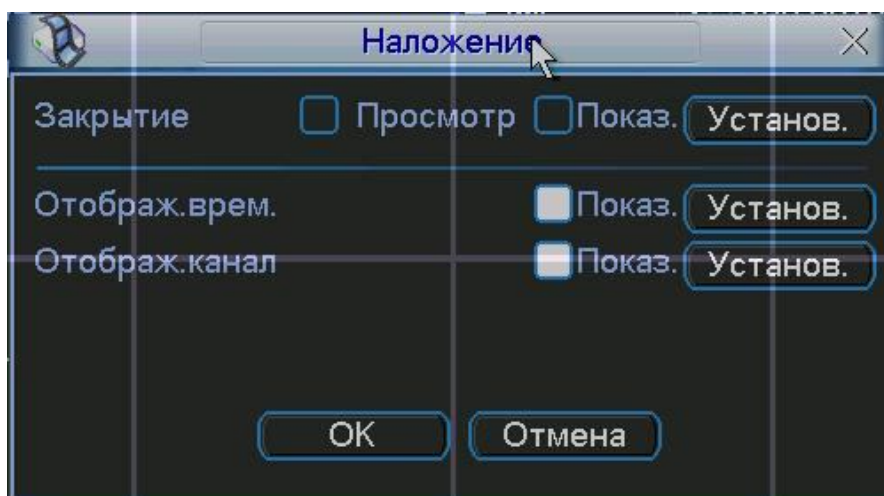 Наложение
Закрытие Просмотр Показ. Установ.
Отображ.врем. Показ. Установ.
Отображ.канал Показ. Установ.
OK Отмена